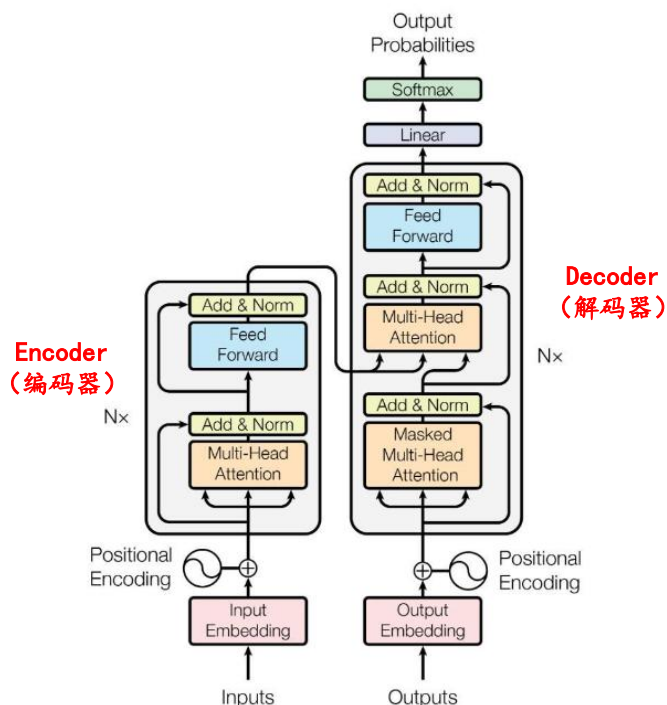 Output
Probabilities
Softmax
Linear
Add & Norm
Feed
Forward
Add & Norm
Multi-Head
Attention
Decoder
（解码器）
N×
Add & Norm
Masked
Multi-Head
Attention
Add & Norm
Feed
Forward
Encoder
（编码器）
N×
Add & Norm
Multi-Head
Attention
Positional
Encoding
Positional
Encoding
Input
Embedding
Output
Embedding
Inputs
Outputs